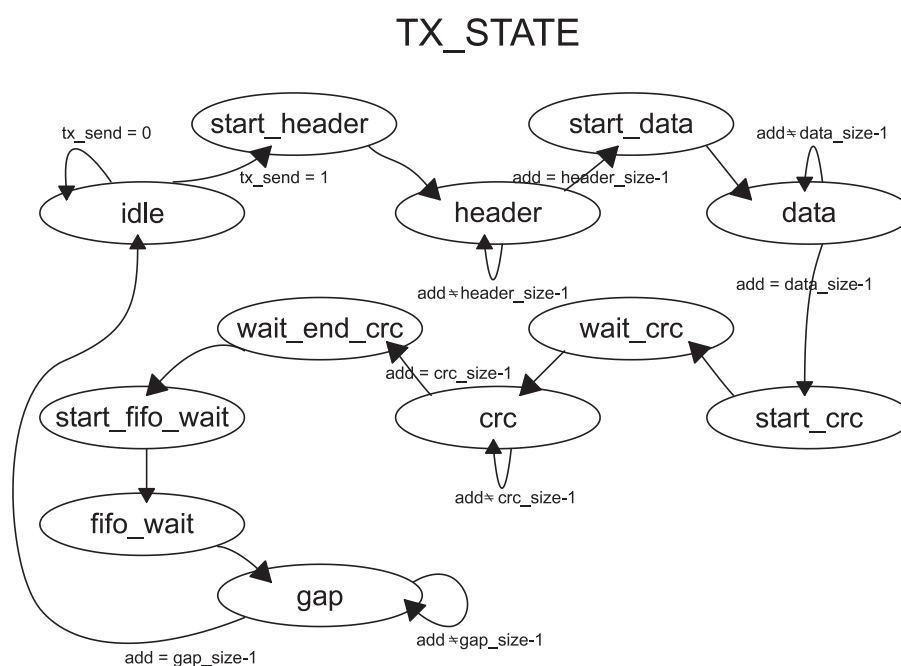 TX_STATE
start_header
start_data
tx_send = 0
add≒data_size-1
tx_send = 1
add = header_size-1
idle
header
data
add≒header_size-1
add = data_size-1
wait_end_crc
wait_crc
add = crc_size-1
start_fifo_wait
crc
start_crc
add≒crc_size-1
fifo_wait
gap
add≒gap_size-1
add = gap_size-1